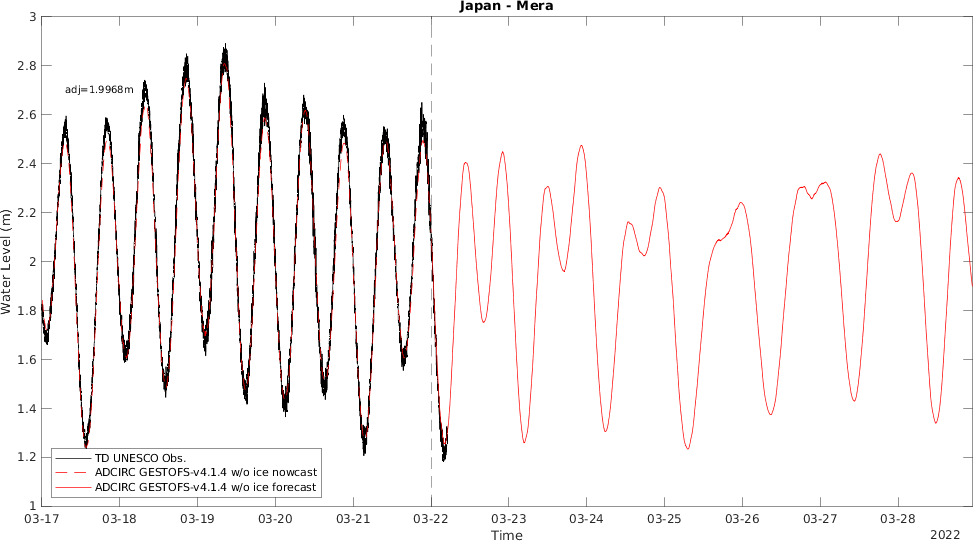 Japan - Mera
3
2.8
2.6
2.4
2.2
2
1.8
1.6
1.4
1.2
1
Water Level (m)
adj=1.9968m
TD UNESCO Obs.
ADCIRC GESTOFS-v4.1.4 w/o ice nowcast
ADCIRC GESTOFS-v4.1.4 w/o ice forecast
03-17 03-18 03-19 03-20 03-21 03-22 03-23 03-24 03-25 03-26 03-27 03-28
Time
2022